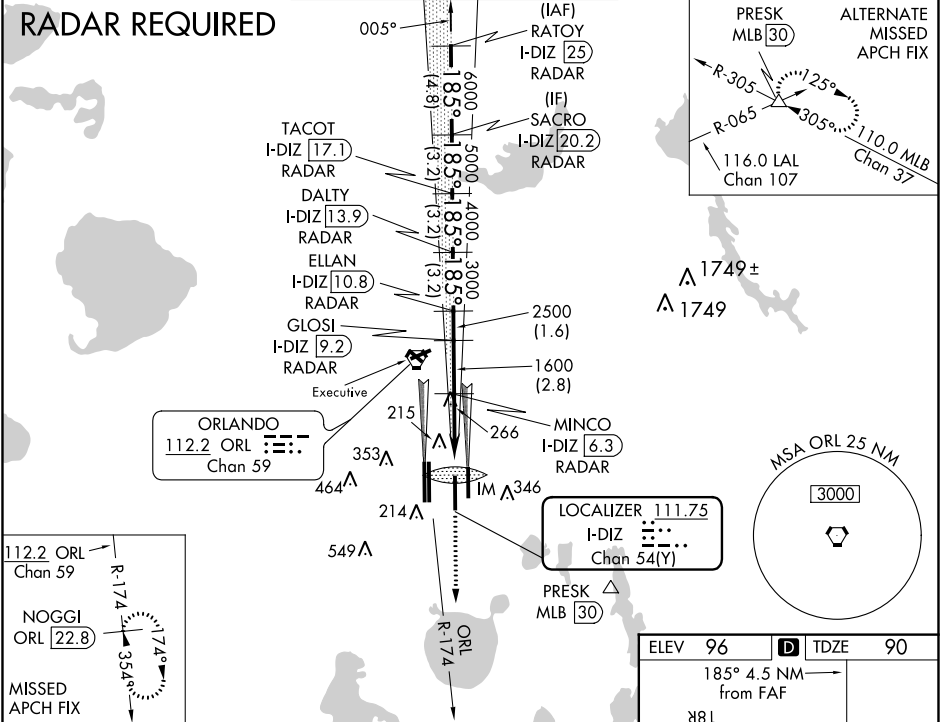 RADAR REQUIRED
005°
(IAF)
RATOY
I-DIZ 25
RADAR
(IF)
SACRO
I-DIZ 20.2
RADAR
185°
6000
(4.8)
185°
5000
(3.2)
185°
4000
(3.2)
185°
3000
(3.2)
TACOT
I-DIZ 17.1
RADAR
DALTY
I-DIZ 13.9
RADAR
ELLAN
I-DIZ 10.8
RADAR
GLOSI
I-DIZ 9.2
RADAR
2500
(1.6)
1600
(2.8)
Executive
MINCO
I-DIZ 6.3
RADAR
ORLANDO
112.2 ORL
Chan 59
215
266
353
464
214
549
IM
346
LOCALIZER 111.75
I-DIZ
Chan 54(Y)
PRESK
MLB 30
ORL
R-174
PRESK
MLB 30
ALTERNATE
MISSED
APCH FIX
R-305
125°
R-065
305°
110.0 MLB
Chan 37
116.0 LAL
Chan 107
1749±
1749
MSA ORL 25 NM
3000
112.2 ORL
Chan 59
R-174
NOGGI
ORL 22.8
174°
354°
MISSED
APCH FIX
ELEV 96
D
TDZE 90
185° 4.5 NM
from FAF
18L